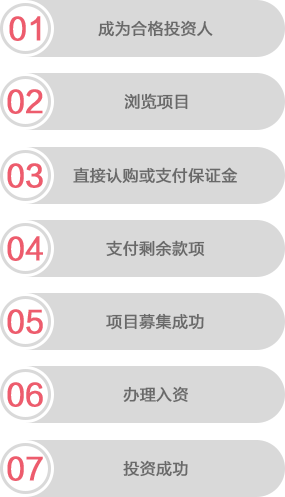 01 成为合格投资人
02 浏览项目
03 直接认购或支付保证金
04 支付剩余款项
05 项目募集成功
06 办理入资
07 投资成功